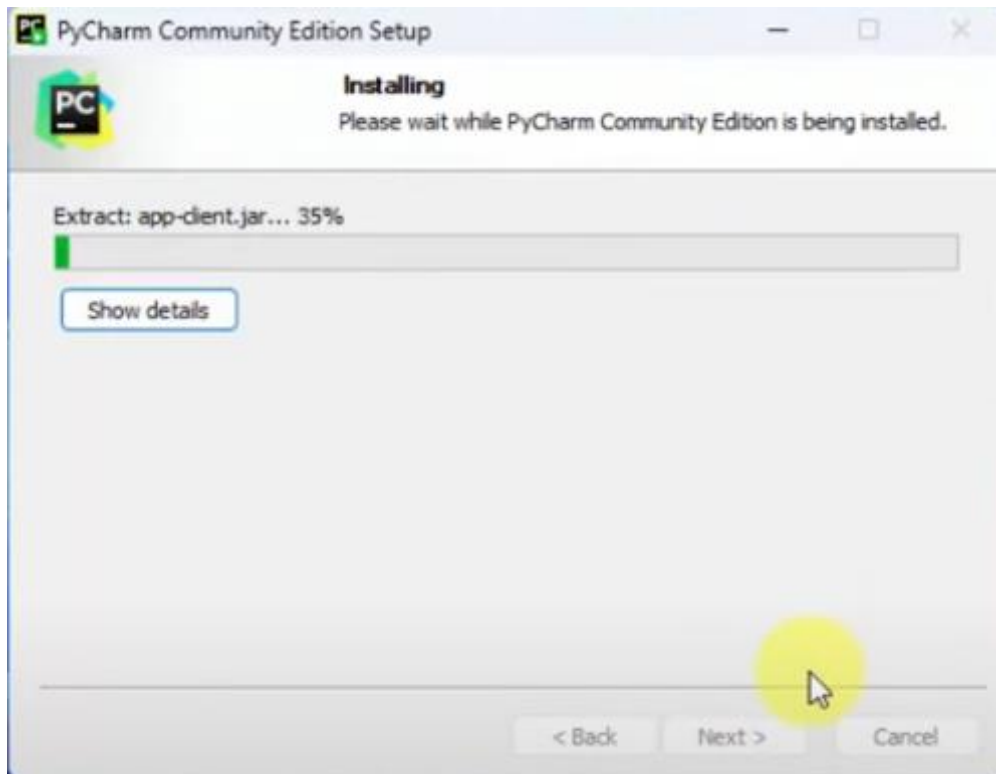 PyCharm Community Edition Setup
PC
Installing
Please wait while PyCharm Community Edition is being installed.
Extract: app-client.jar... 35%
Show details
< Back
Next >
Cancel